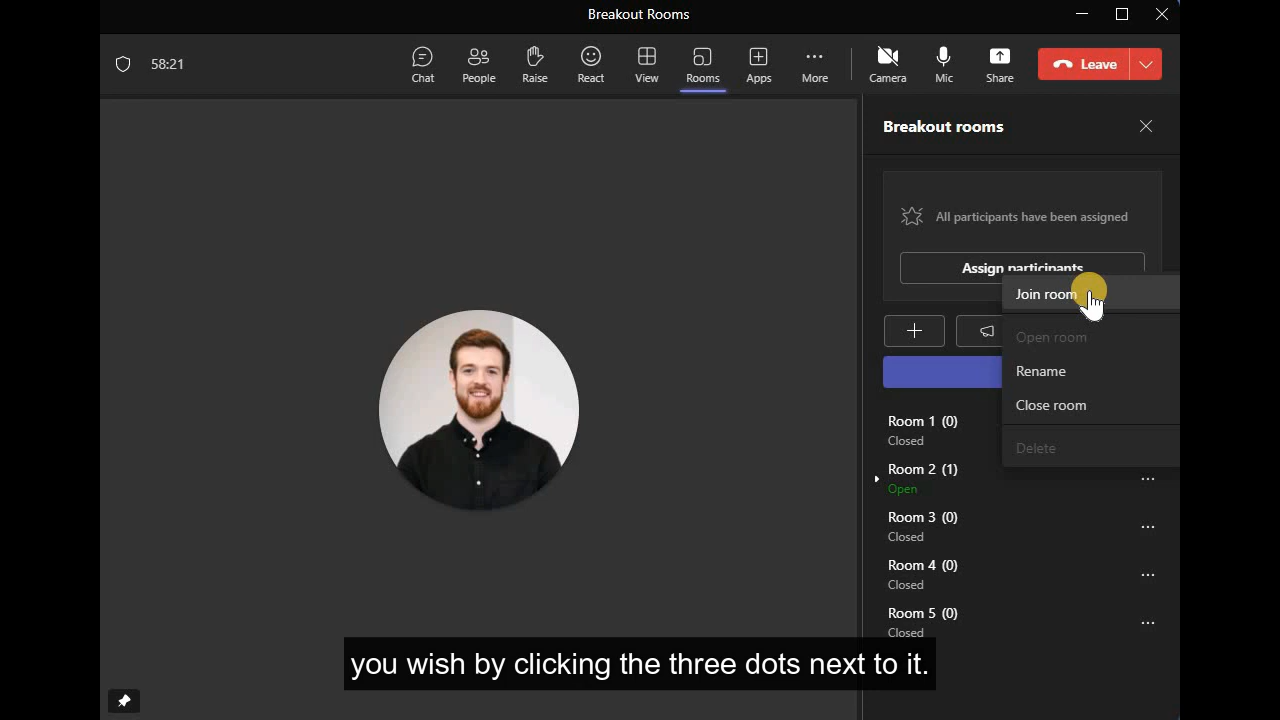 Breakout Rooms
58:21
Chat
People
Raise
React
View
Rooms
Apps
More
Camera
Mic
Share
Leave
Breakout rooms
All participants have been assigned
Assign participants
Join room
Open room
Rename
Close room
Delete
Room 1 (0)
Closed
Room 2 (1)
Open
Room 3 (0)
Closed
Room 4 (0)
Closed
Room 5 (0)
Closed
you wish by clicking the three dots next to it.